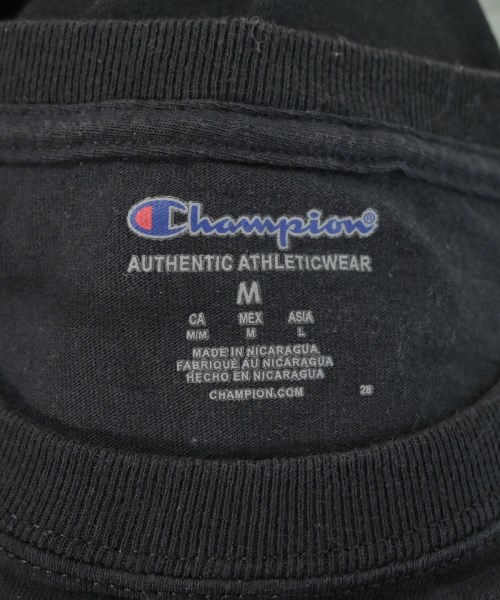 Champion®
AUTHENTIC ATHLETICWEAR
M
CA MEX ASIA
M/M M L
MADE IN NICARAGUA
FABRIQUÉ AU NICARAGUA
HECHO EN NICARAGUA
CHAMPION.COM 28